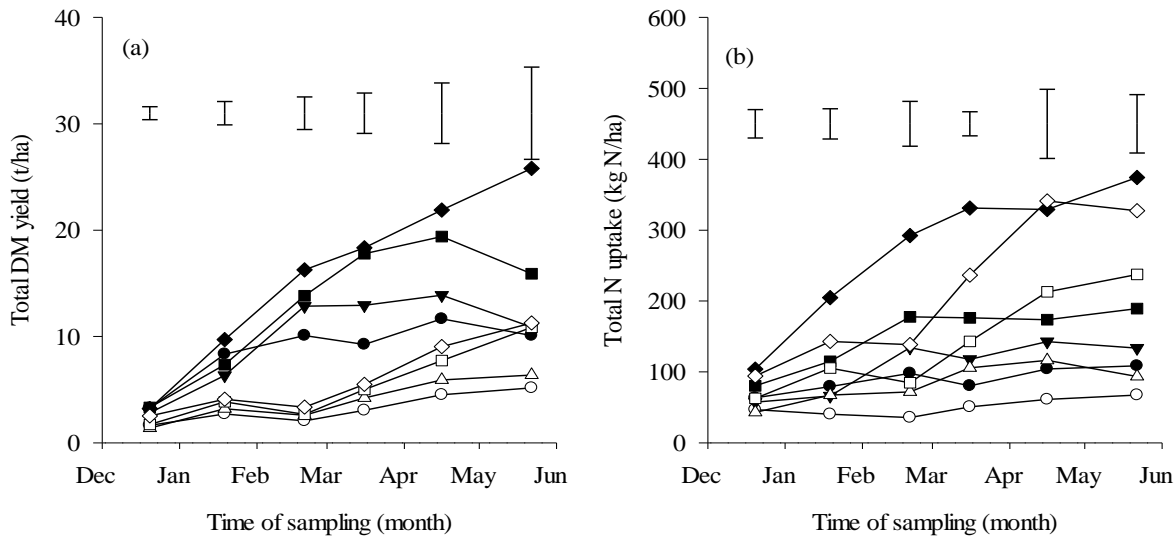 (a)
Total DM yield (t/ha)
40
30
20
10
0
Dec Jan Feb Mar Apr May Jun
Time of sampling (month)
(b)
Total N uptake (kg N/ha)
600
500
400
300
200
100
0
Dec Jan Feb Mar Apr May Jun
Time of sampling (month)